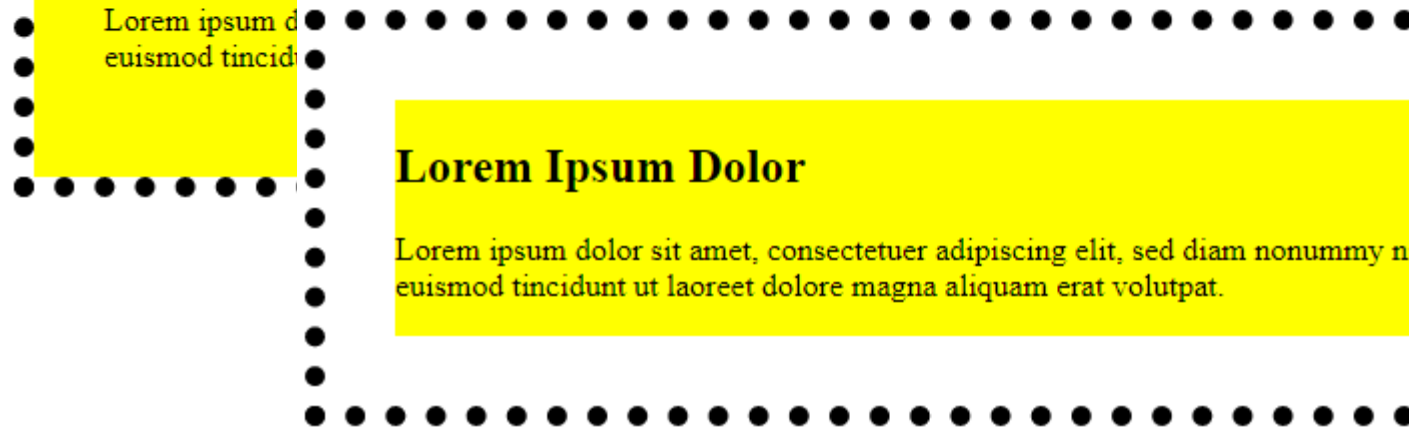 Lorem ipsum
euismod
Lorem Ipsum Dolor
Lorem ipsum dolor sit amet, consectetuer adipiscing elit, sed diam nonummy
euismod tincidunt ut laoreet dolore magna aliquam erat volutpat.